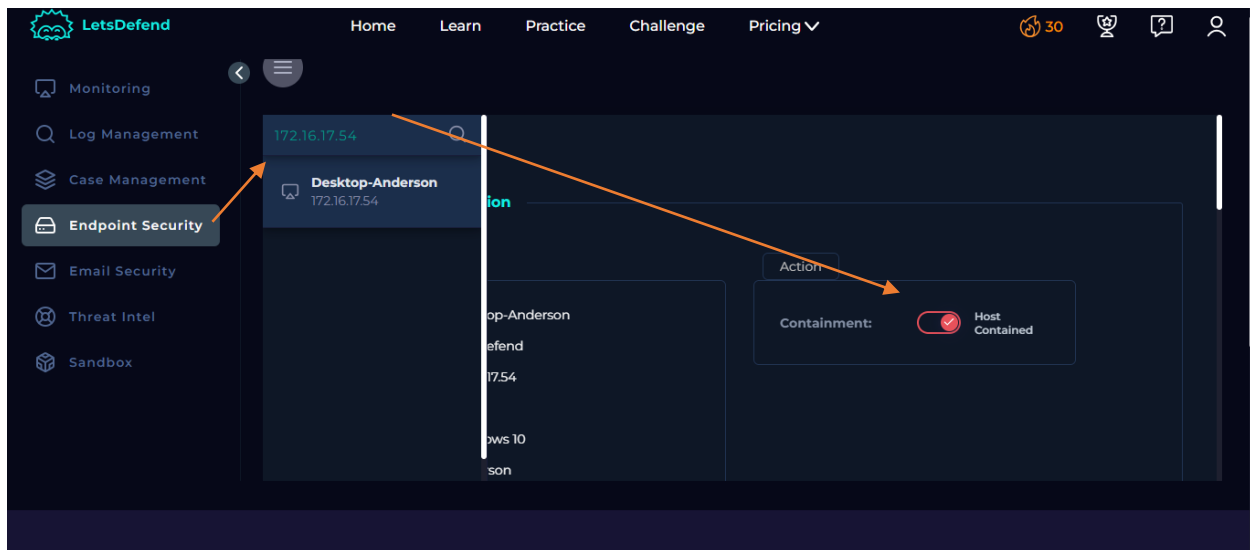 LetsDefend
Home Learn Practice Challenge Pricing
30
Monitoring
Log Management
Case Management
Endpoint Security
Email Security
Threat Intel
Sandbox
172.16.17.54
Desktop-Anderson
172.16.17.54
ion
op-Anderson
efend
17.54
ows 10
son
Action
Containment:
Host
Contained